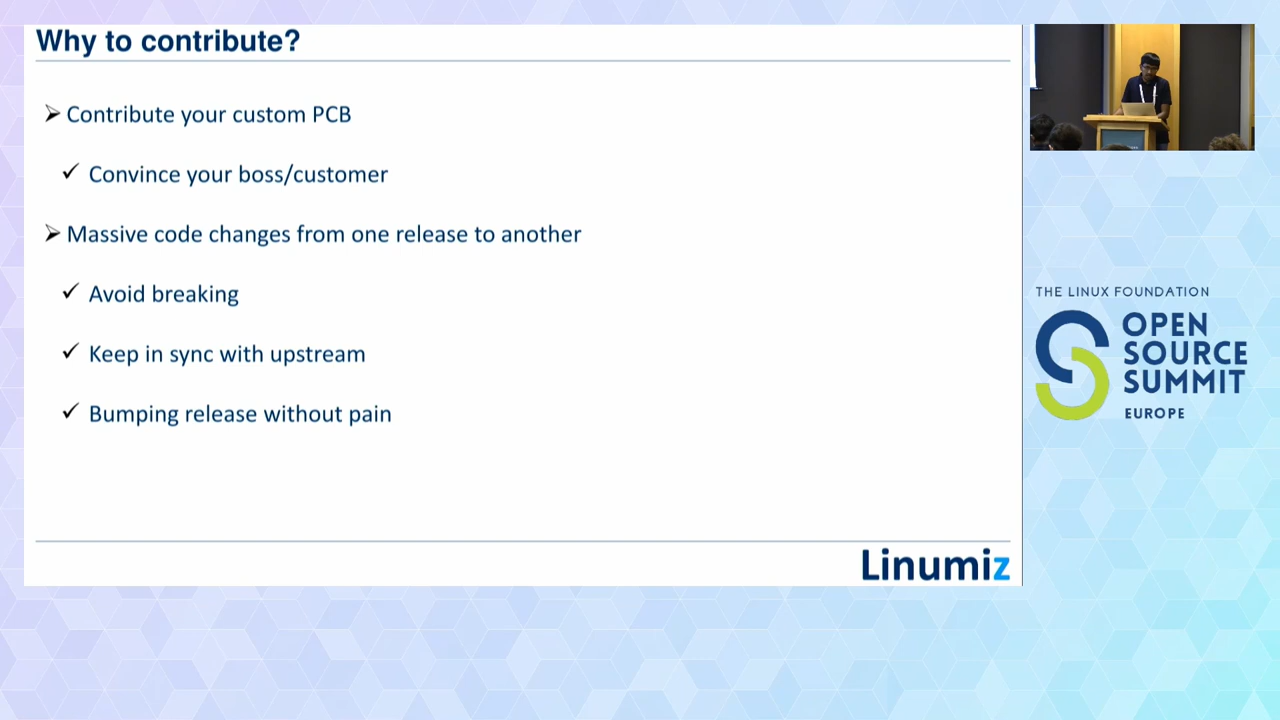 Why to contribute?
Contribute your custom PCB
Convince your boss/customer
Massive code changes from one release to another
Avoid breaking
Keep in sync with upstream
Bumping release without pain
Linumiz
THE LINUX FOUNDATION
OPEN
SOURCE
SUMMIT
EUROPE